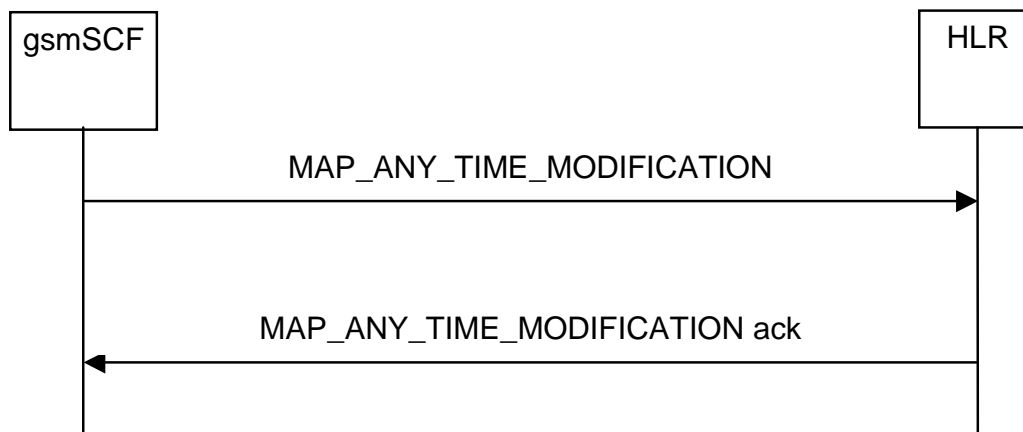 gsmSCF
HLR
MAP_ANY_TIME_MODIFICATION
MAP_ANY_TIME_MODIFICATION ack